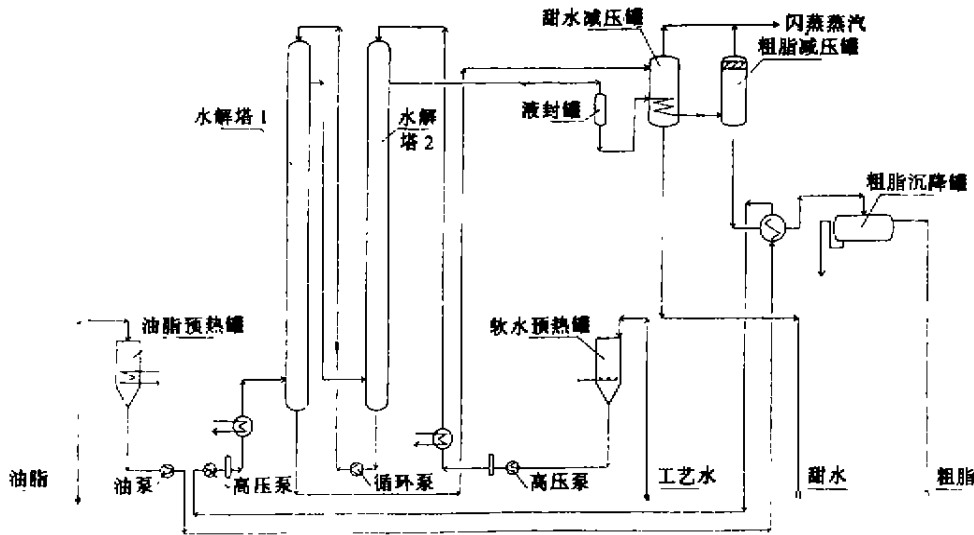 甜水减压罐
闪蒸蒸汽
粗脂减压罐
水解塔 1
水解
塔 2
液封罐
粗脂沉降罐
油脂预热罐
软水预热罐
油脂
油泵
高压泵
循环泵
高压泵
工艺水
甜水
粗脂